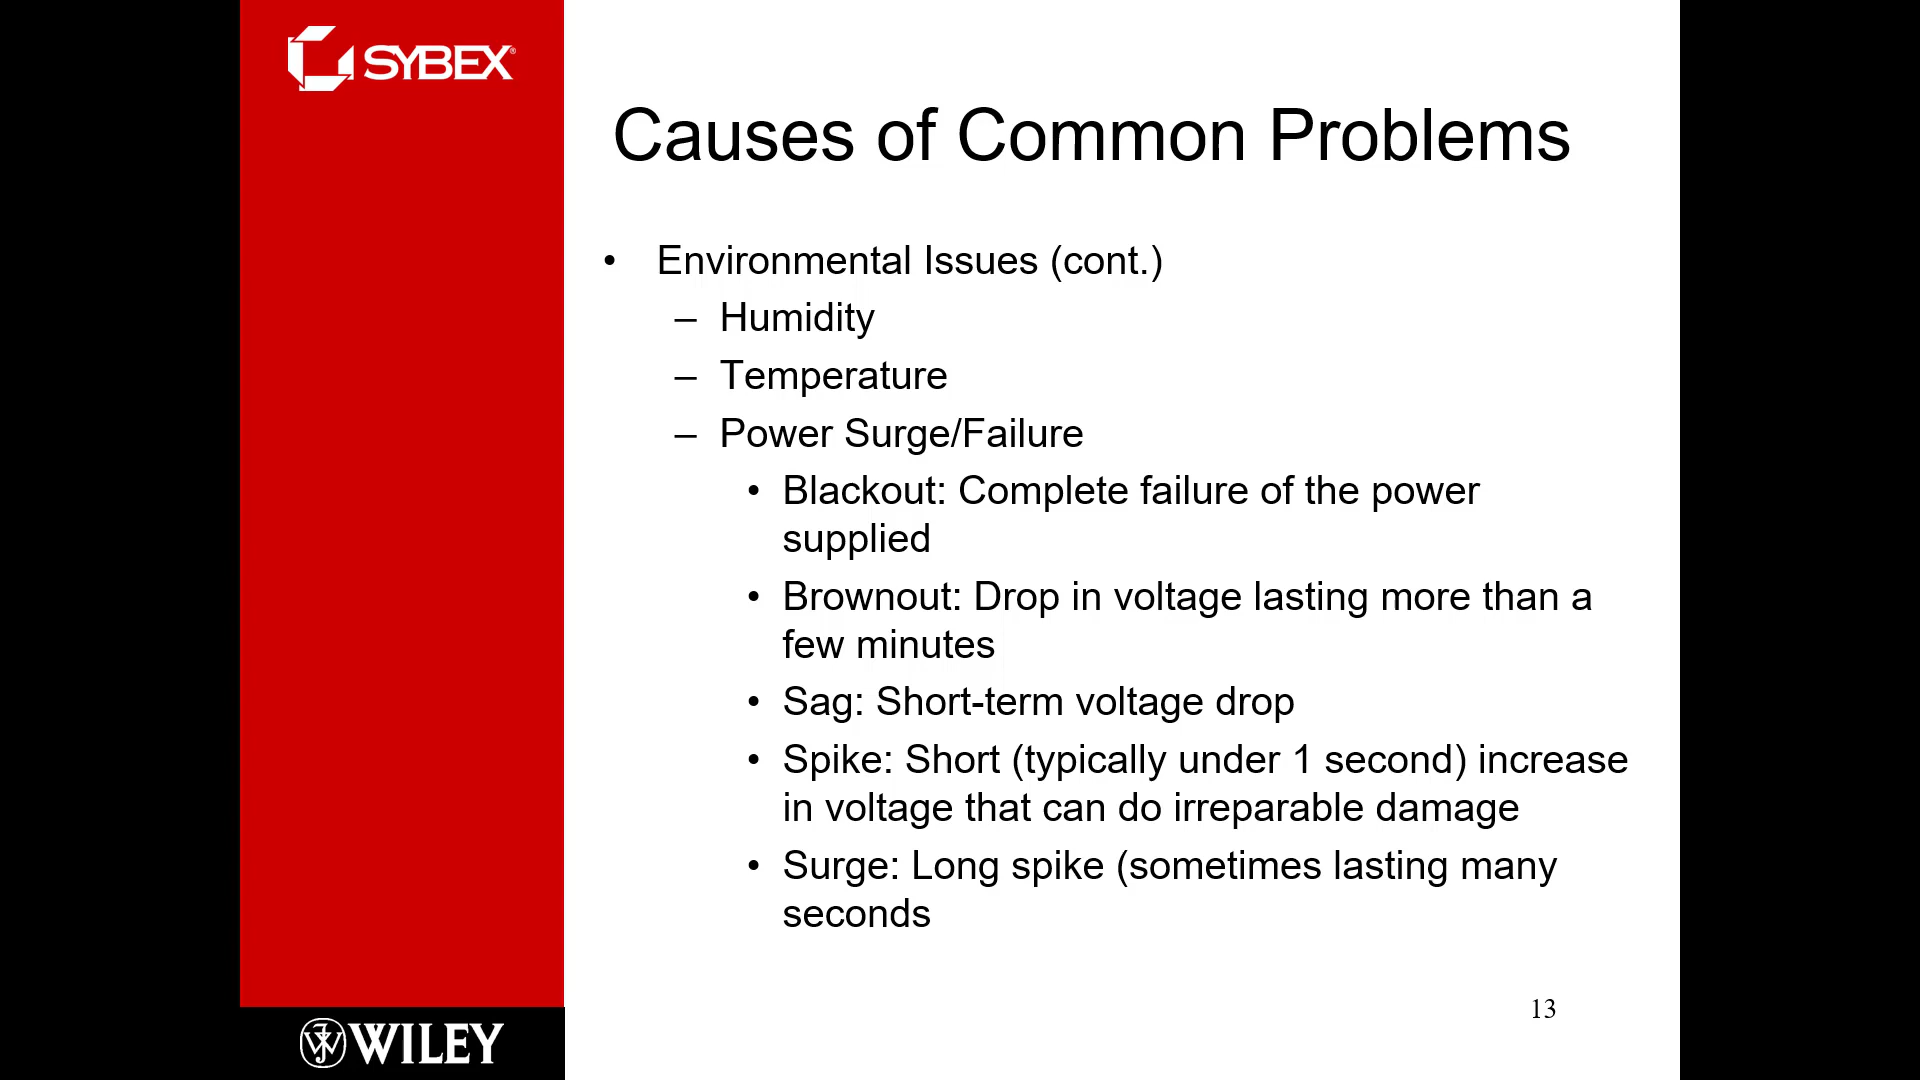 SYBEX®
Causes of Common Problems
• Environmental Issues (cont.)
– Humidity
– Temperature
– Power Surge/Failure
• Blackout: Complete failure of the power
supplied
• Brownout: Drop in voltage lasting more than a
few minutes
• Sag: Short-term voltage drop
• Spike: Short (typically under 1 second) increase
in voltage that can do irreparable damage
• Surge: Long spike (sometimes lasting many
seconds
13
WILEY